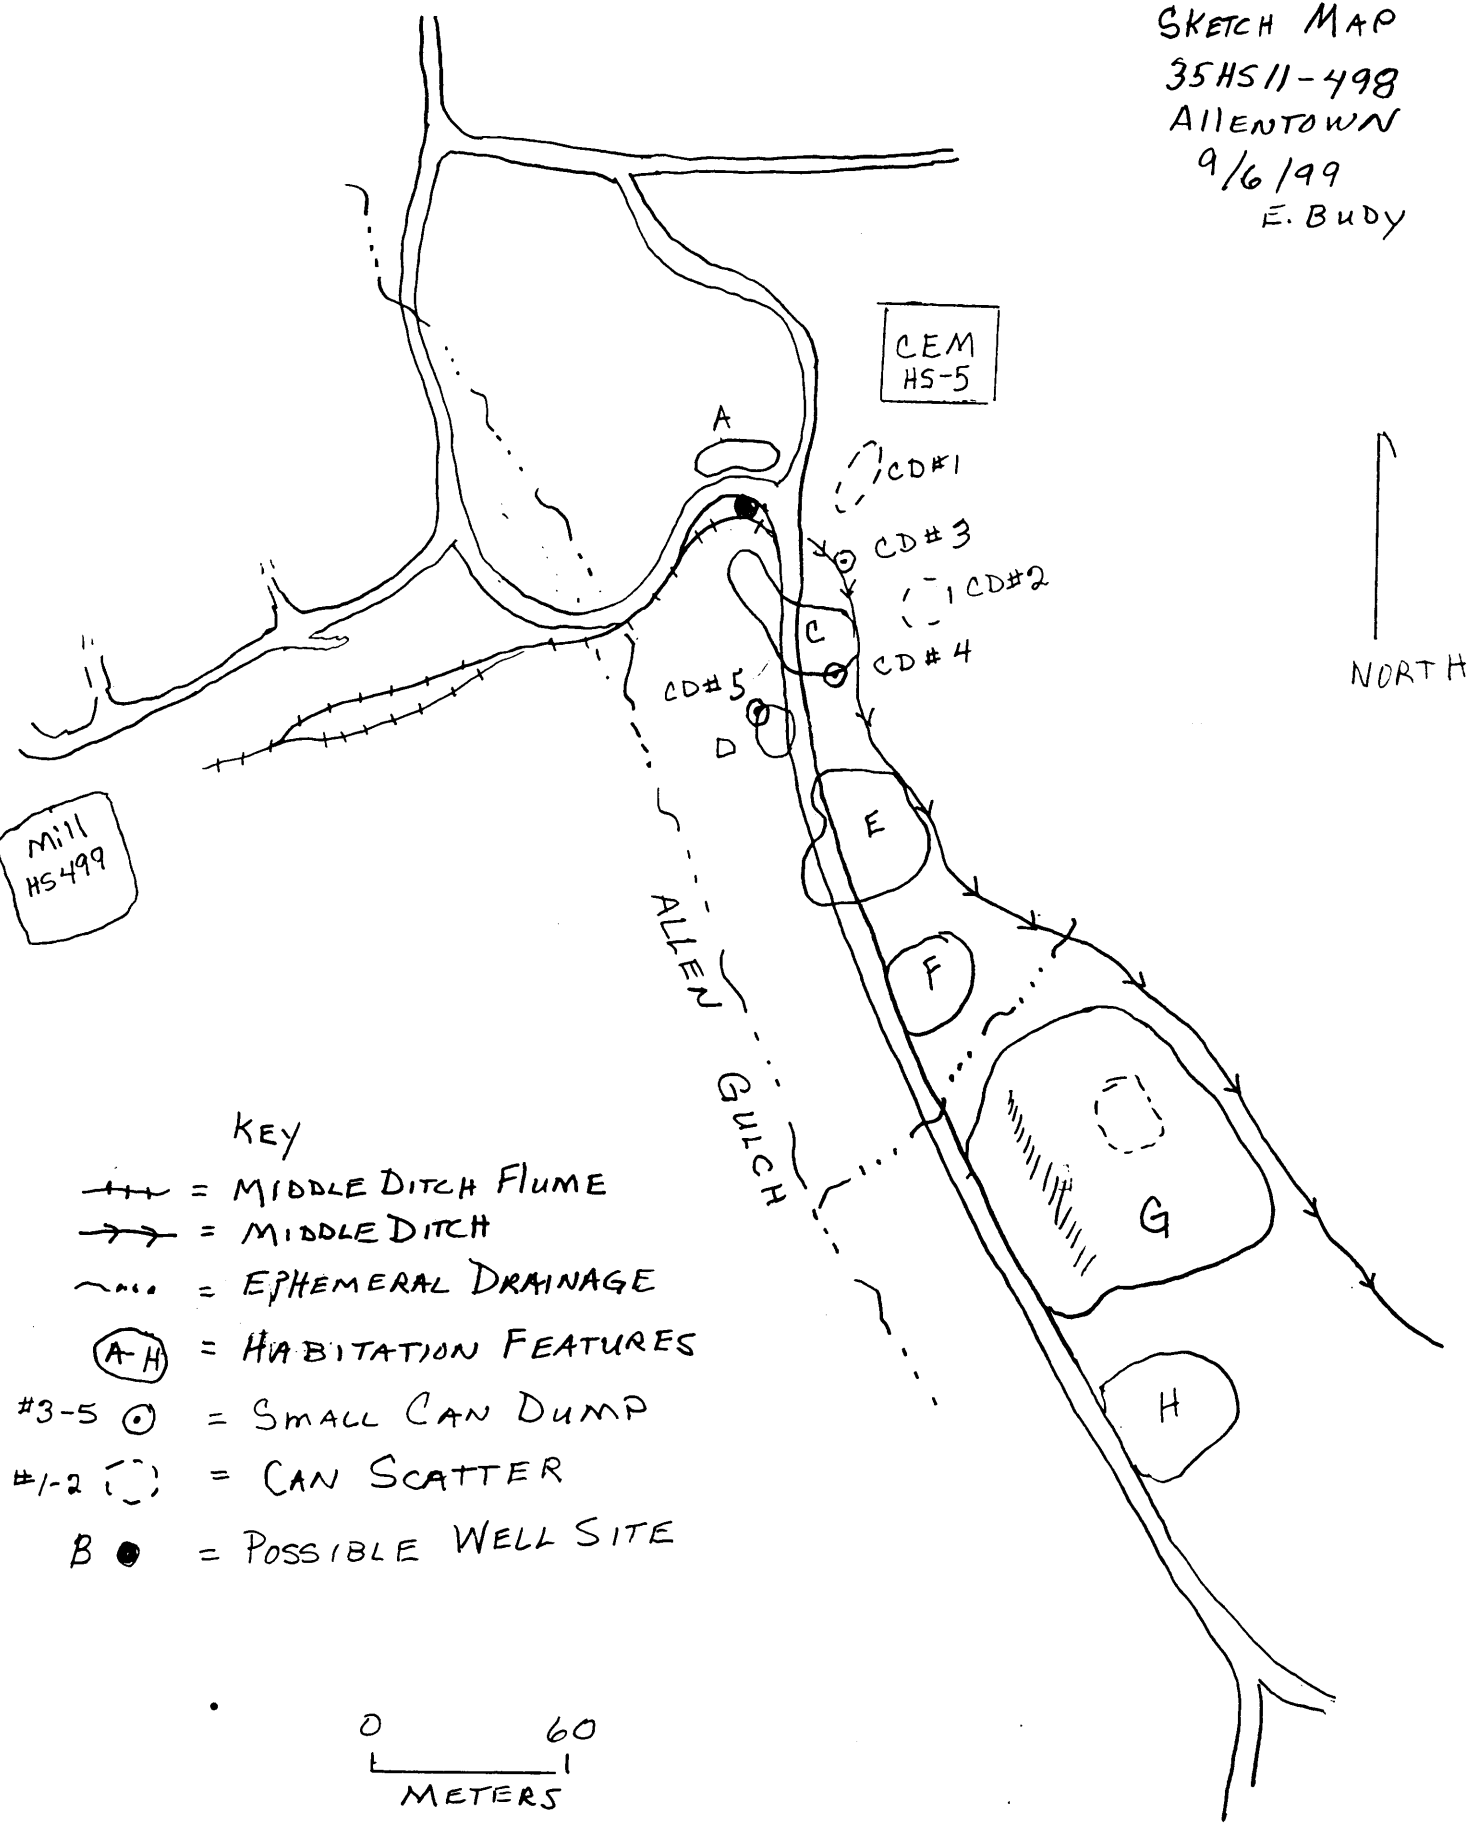 SKETCH MAP
35HS11-498
AllENTOWN
9/6/99
E. BUDY
CEM
HS-5
A
CD#1
CD#3
CD#2
C
CD#4
CD#5
D
NORTH
E
Mill
HS499
F
ALLEN GULCH
G
H
KEY
= MIDDLE DITCH FlUME
= MIDDLE DITCH
= EPHEMERAL DRAINAGE
A-H = HABITATION FEATURES
#3-5 = SMALL CAN DUMP
#1-2 = CAN SCATTER
B = POSSIBLE WELL SITE
0 60
METERS